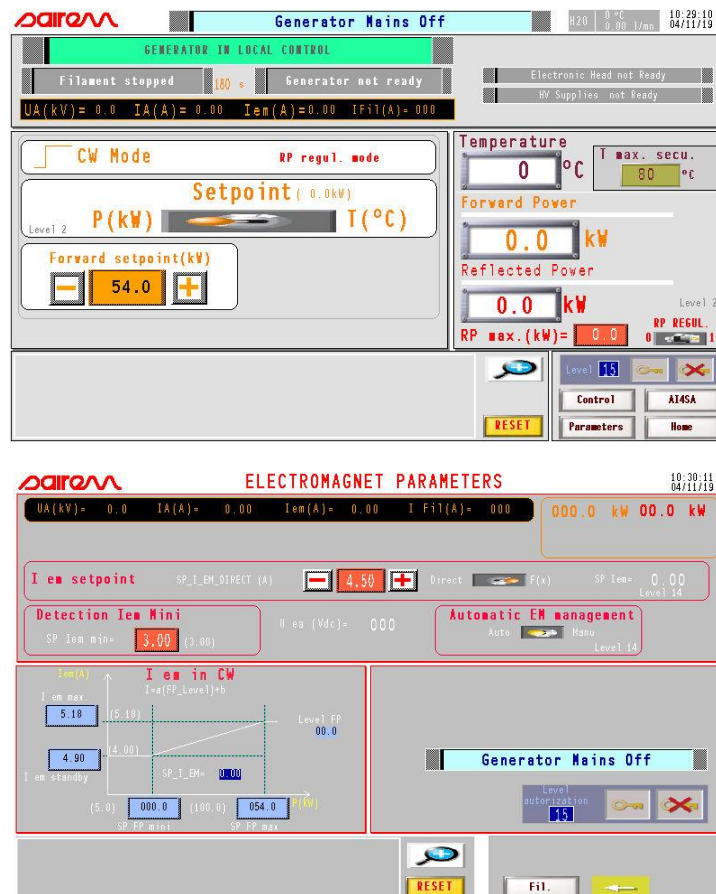 sairem
Generator Mains Off
H20 0 °C 0.00 l/mn
10:29:10
04/11/19
GENERATOR IN LOCAL CONTROL
Filament stopped 180 s Generator not ready
Electronic Head not Ready
HV Supplies not Ready
UA(kV)= 0.0 IA(A)= 0.00 Iem(A)=0.00 IFil(A)= 000
CW Mode RP regul. mode
Setpoint ( 0.0kW)
Level 2 P(kW) T(°C)
Forward setpoint(kW)
54.0
Temperature
0 °C
T max. secu.
80 °C
Forward Power
0.0 kW
Reflected Power
0.0 kW
Level 2
RP max.(kW)= 0.0
RP REGUL.
0 1
Level 15
Control AI4SA
RESET Parameters Home
sairem
ELECTROMAGNET PARAMETERS
10:30:11
04/11/19
UA(kV)= 0.0 IA(A)= 0.00 Iem(A)= 0.00 I Fil(A)= 000
000.0 kW 00.0 kW
I em setpoint SP_I_EM_DIRECT (A) 4.50 Direct F(x) SP Iem= 0.00
Level 14
Detection Iem Mini
SP Iem min= 3.00 (3.00)
U ea (Vdc)= 000
Automatic EM management
Auto Manu
Level 14
Iem(A)
I em in CW
I=a(FP_Level)+b
I em max.
5.18 (5.18)
Level FP
00.0
4.90 (4.00)
I em standby
SP_I_EM= 0.00
(5.0) 000.0 (100.0) 054.0 P(kW)
SP FP mini SP FP max
Generator Mains Off
Level
autorization
15
RESET
Fil.